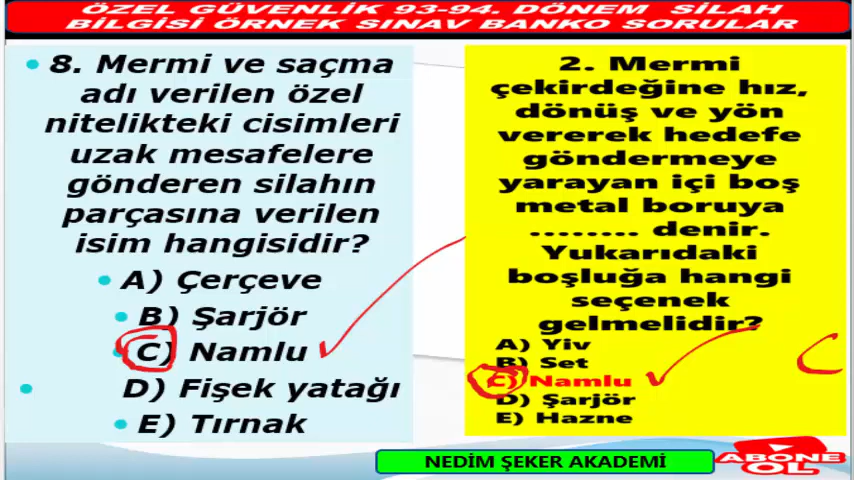 ÖZEL GÜVENLİK 93-94. DÖNEM SİLAH
BİLGİSİ ÖRNEK SINAV BANKO SORULAR
8. Mermi ve saçma
adı verilen özel
nitelikteki cisimleri
uzak mesafelere
gönderen silahın
parçasına verilen
isim hangisidir?
A) Çerçeve
B) Şarjör
C) Namlu
D) Fişek yatağı
E) Tırnak
2. Mermi
çekirdeğine hız,
dönüş ve yön
vererek hedefe
göndermeye
yarayan içi boş
metal boruya
........ denir.
Yukarıdaki
boşluğa hangi
seçenek
gelmelidir?
A) Yiv
B) Set
C) Namlu
D) Şarjör
E) Hazne
C
NEDİM ŞEKER AKADEMİ
ABONE
OL